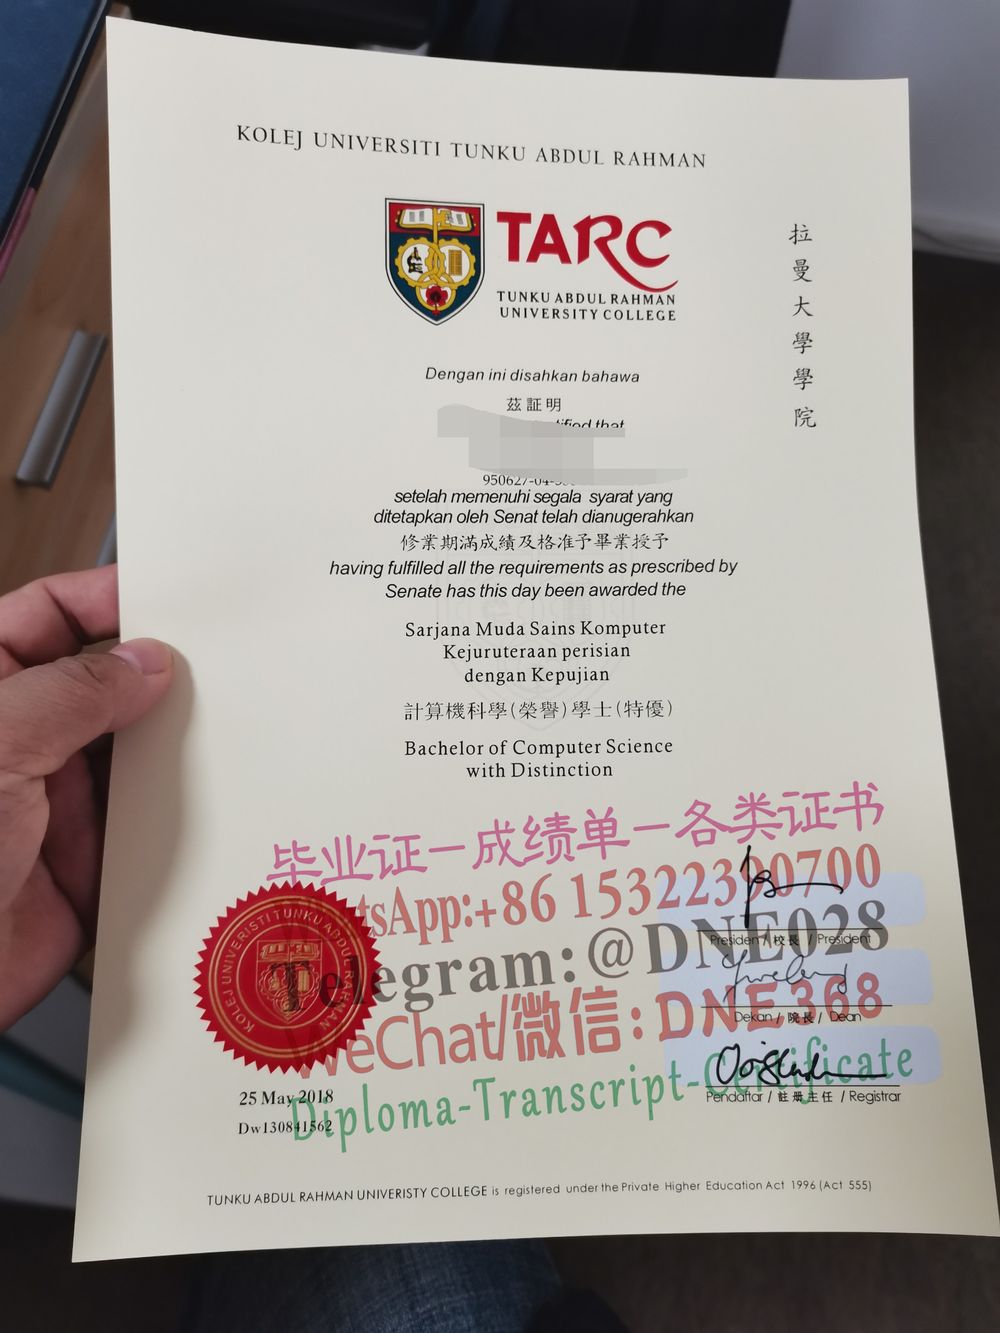 KOLEJ UNIVERSITI TUNKU ABDUL RAHMAN
TARC
TUNKU ABDUL RAHMAN
UNIVERSITY COLLEGE
拉曼大學學院
Dengan ini disahkan bahawa
茲証明
that
950627-04-
setelah memenuhi segala syarat yang
ditetapkan oleh Senat telah dianugerahkan
修業期滿成績及格准予畢業授予
having fulfilled all the requirements as prescribed by
Senate has this day been awarded the
Sarjana Muda Sains Komputer
Kejuruteraan perisian
dengan Kepujian
計算機科學(榮譽)學士(特優)
Bachelor of Computer Science
with Distinction
毕业证一成绩单一各类证书
WhatsApp:+86 15322390700
Telegram:@DNE028
WeChat/微信:DNE368
Diploma-Transcript-Certificate
Presiden / 校長 / President
Dekan / 院長 / Dean
Pendaftar / 註册主任 / Registrar
KOLEJ UNIVERISTI TUNKU ABDUL RAHMAN
25 May 2018
Dw130841562
TUNKU ABDUL RAHMAN UNIVERISTY COLLEGE is registered under the Private Higher Education Act 1996 (Act 555)